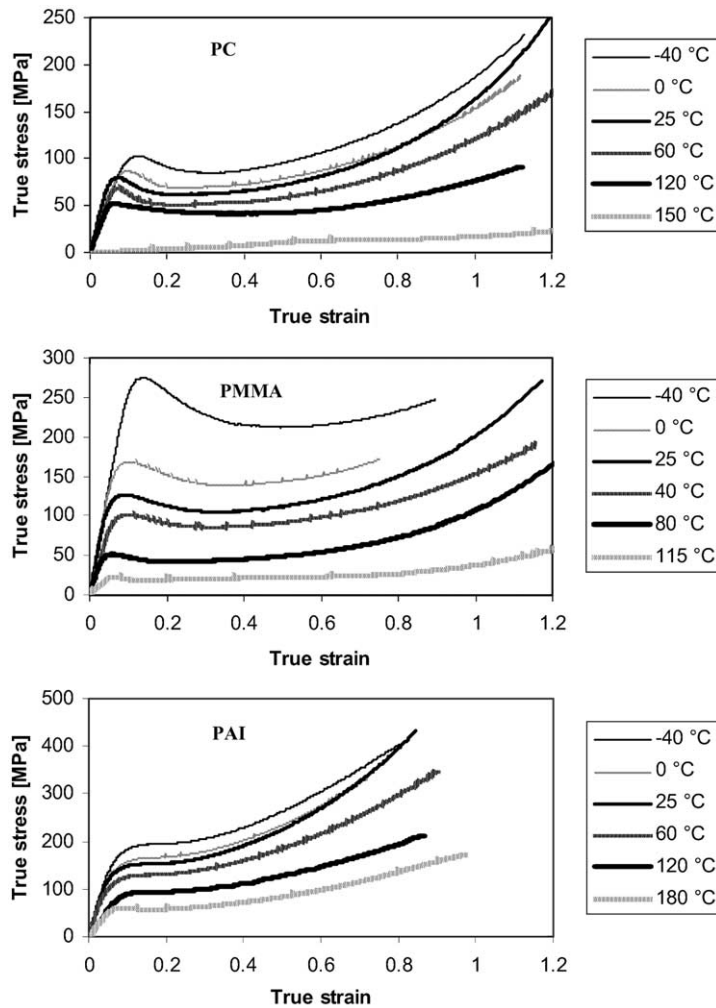 PC
True stress [MPa]
250
200
150
100
50
0
0 0.2 0.4 0.6 0.8 1 1.2
True strain
-40 °C
0 °C
25 °C
60 °C
120 °C
150 °C
PMMA
True stress [MPa]
300
250
200
150
100
50
0
0 0.2 0.4 0.6 0.8 1 1.2
True strain
-40 °C
0 °C
25 °C
40 °C
80 °C
115 °C
PAI
True stress [MPa]
500
400
300
200
100
0
0 0.2 0.4 0.6 0.8 1 1.2
True strain
-40 °C
0 °C
25 °C
60 °C
120 °C
180 °C